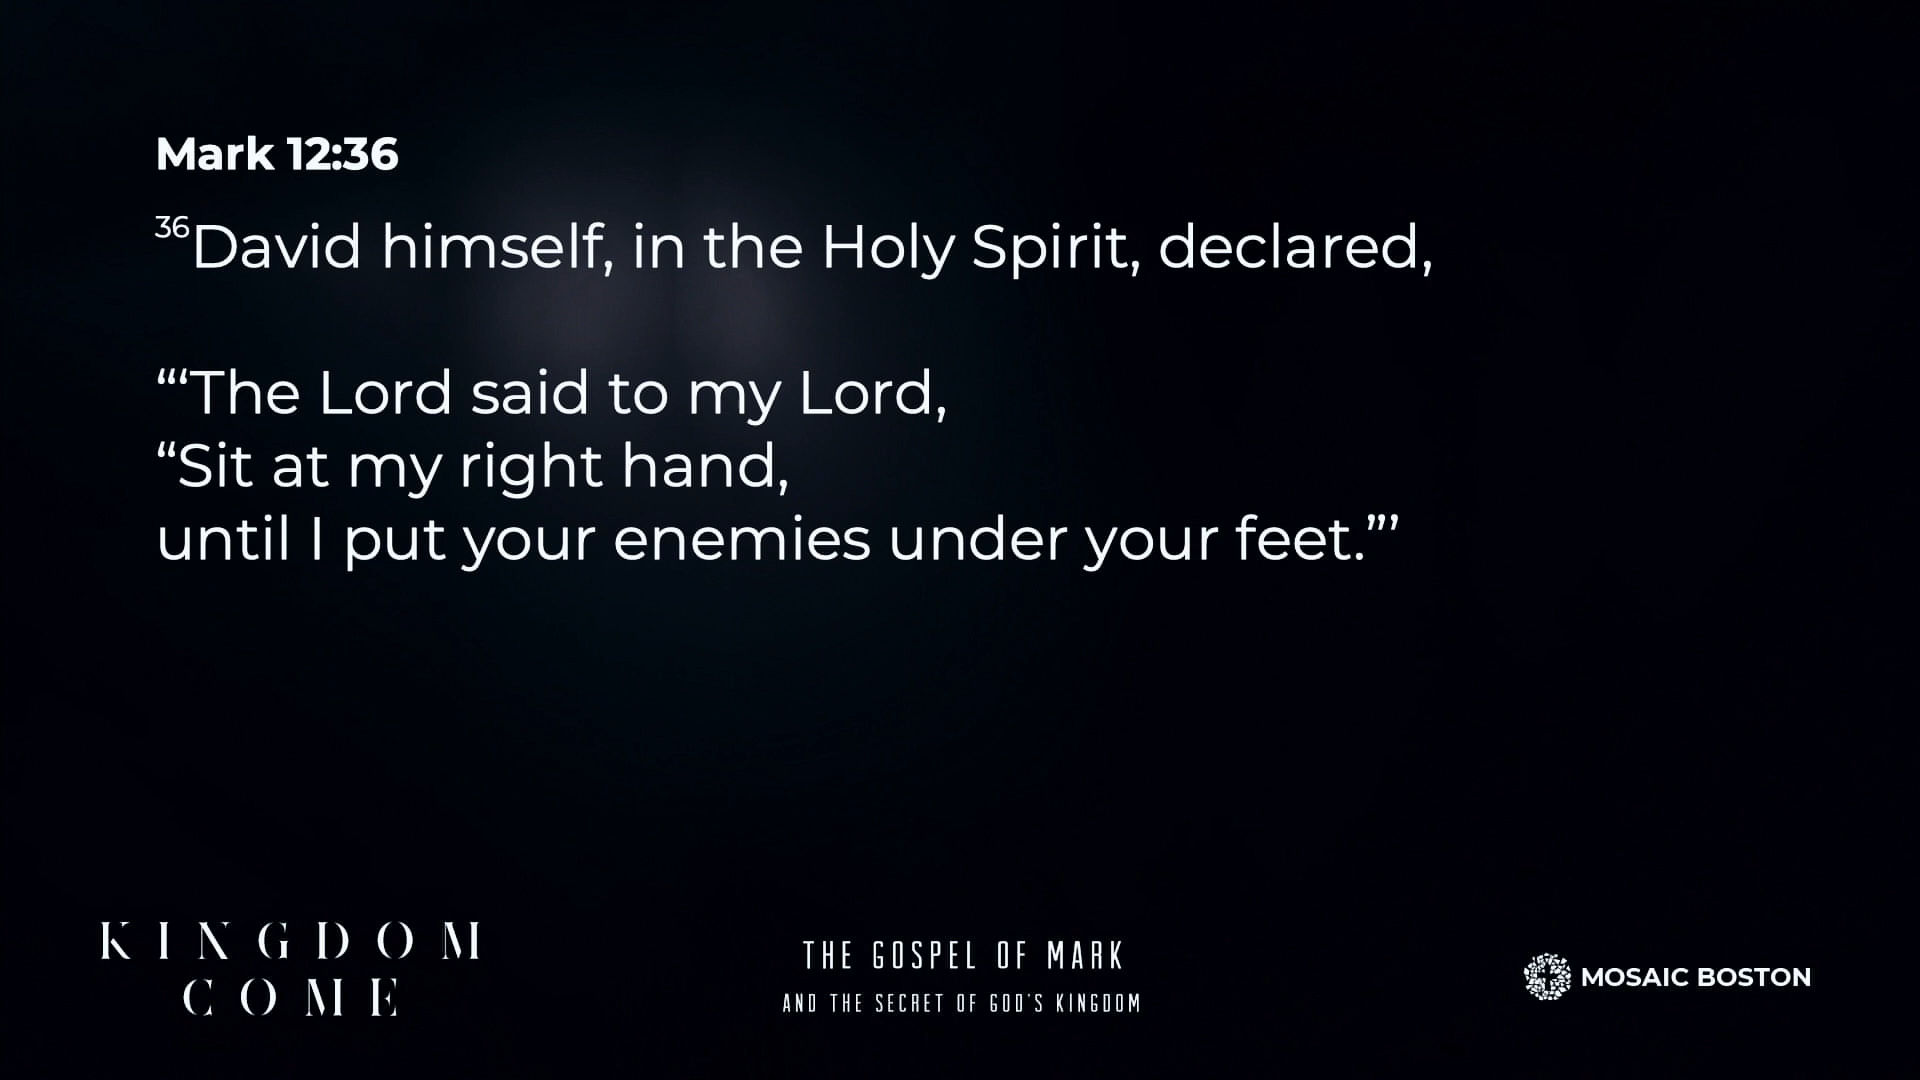 Mark 12:36
36David himself, in the Holy Spirit, declared,
“‘The Lord said to my Lord,
“Sit at my right hand,
until I put your enemies under your feet.”’
KINGDOM
COME
THE GOSPEL OF MARK
AND THE SECRET OF GOD'S KINGDOM
MOSAIC BOSTON